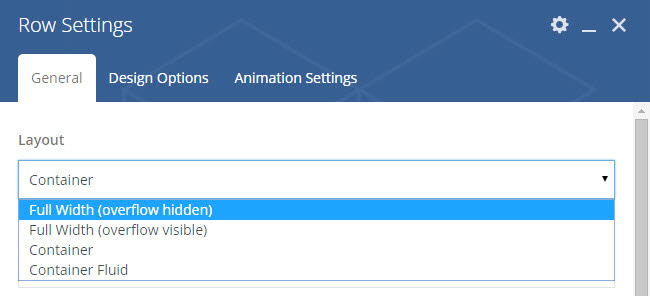 Row Settings
General Design Options Animation Settings
Layout
Container
Full Width (overflow hidden)
Full Width (overflow visible)
Container
Container Fluid